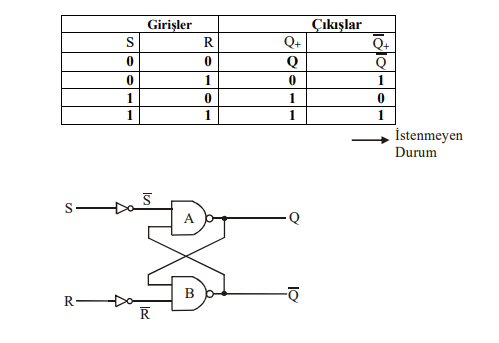 Girişler Çıkışlar
S R Q+ Q̅+
0 0 Q Q̅
0 1 0 1
1 0 1 0
1 1 1 1
İstenmeyen
Durum
S S̅ A Q
R R̅ B Q̅